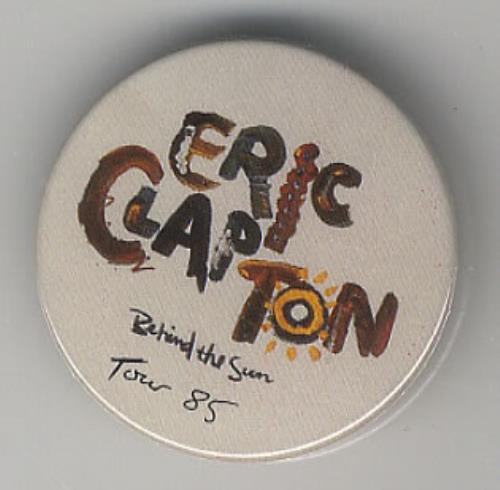 ERIC
CLAPTON
Behind the Sun
Tour 85